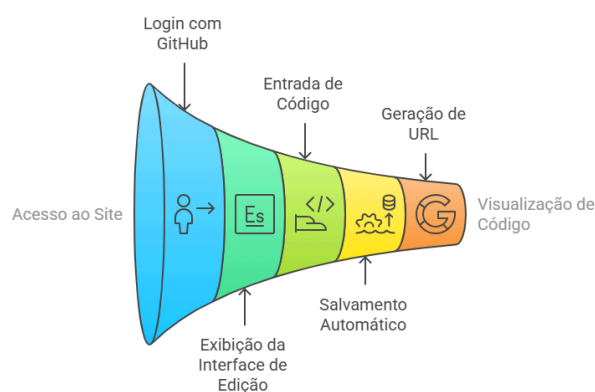 Login com
GitHub
Entrada de
Código
Geração de
URL
Acesso ao Site
Es
</>
G
Visualização de
Código
Salvamento
Automático
Exibição da
Interface de
Edição